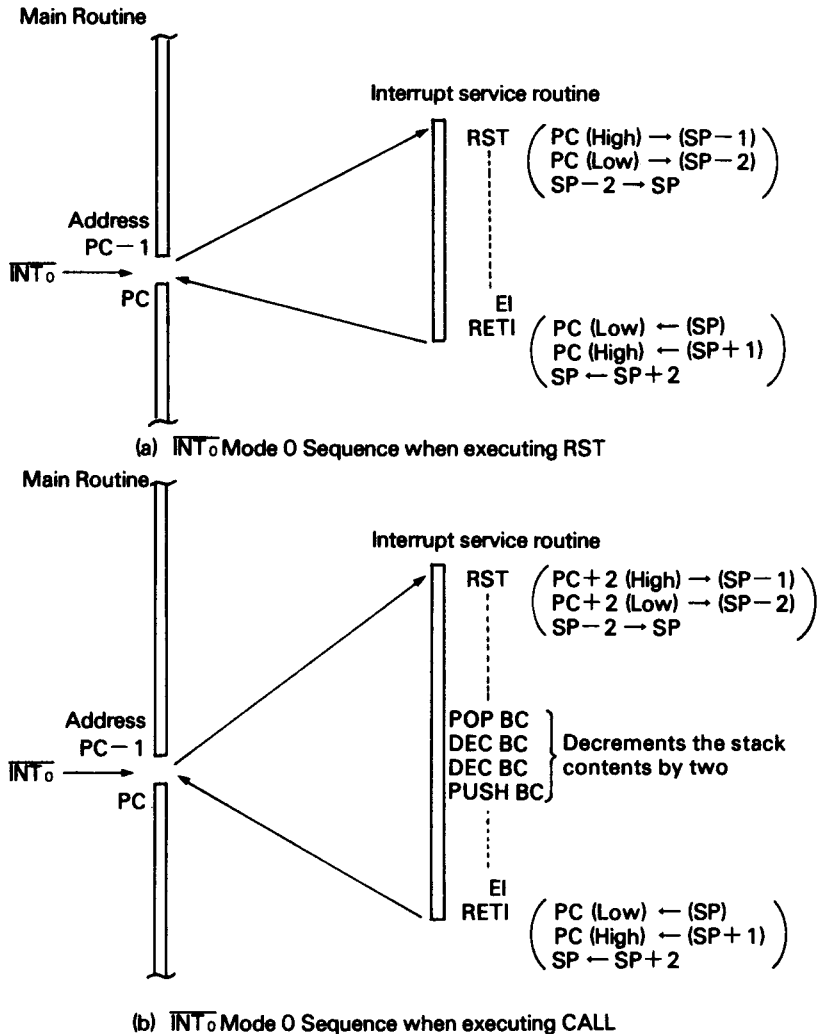 Main Routine
Interrupt service routine
RST
PC (High) → (SP−1)
PC (Low) → (SP−2)
SP−2 → SP
Address
PC−1
INT₀
PC
EI
RETI
PC (Low) ← (SP)
PC (High) ← (SP+1)
SP ← SP+2
(a) INT₀ Mode 0 Sequence when executing RST
Main Routine
Interrupt service routine
RST
PC+2 (High) → (SP−1)
PC+2 (Low) → (SP−2)
SP−2 → SP
Address
PC−1
INT₀
PC
POP BC
DEC BC
DEC BC
PUSH BC
Decrements the stack
contents by two
EI
RETI
PC (Low) ← (SP)
PC (High) ← (SP+1)
SP ← SP+2
(b) INT₀ Mode 0 Sequence when executing CALL